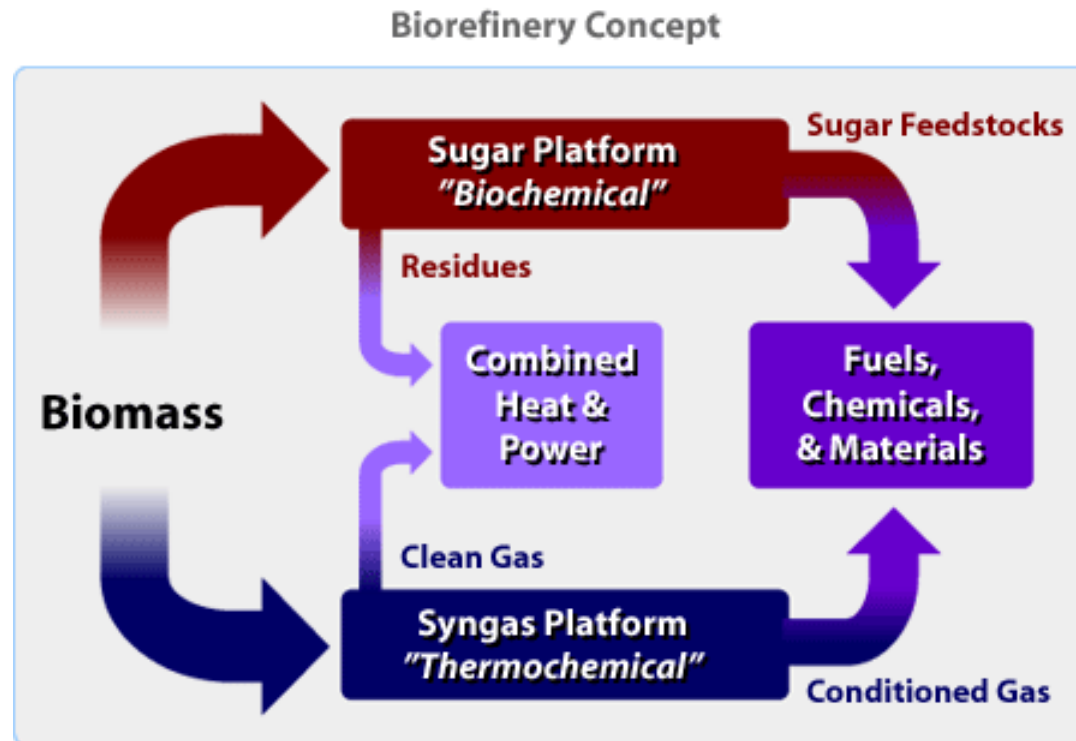 Biorefinery Concept
Sugar Feedstocks
Sugar Platform
"Biochemical"
Residues
Combined
Heat &
Power
Fuels,
Chemicals,
& Materials
Biomass
Clean Gas
Syngas Platform
"Thermochemical"
Conditioned Gas